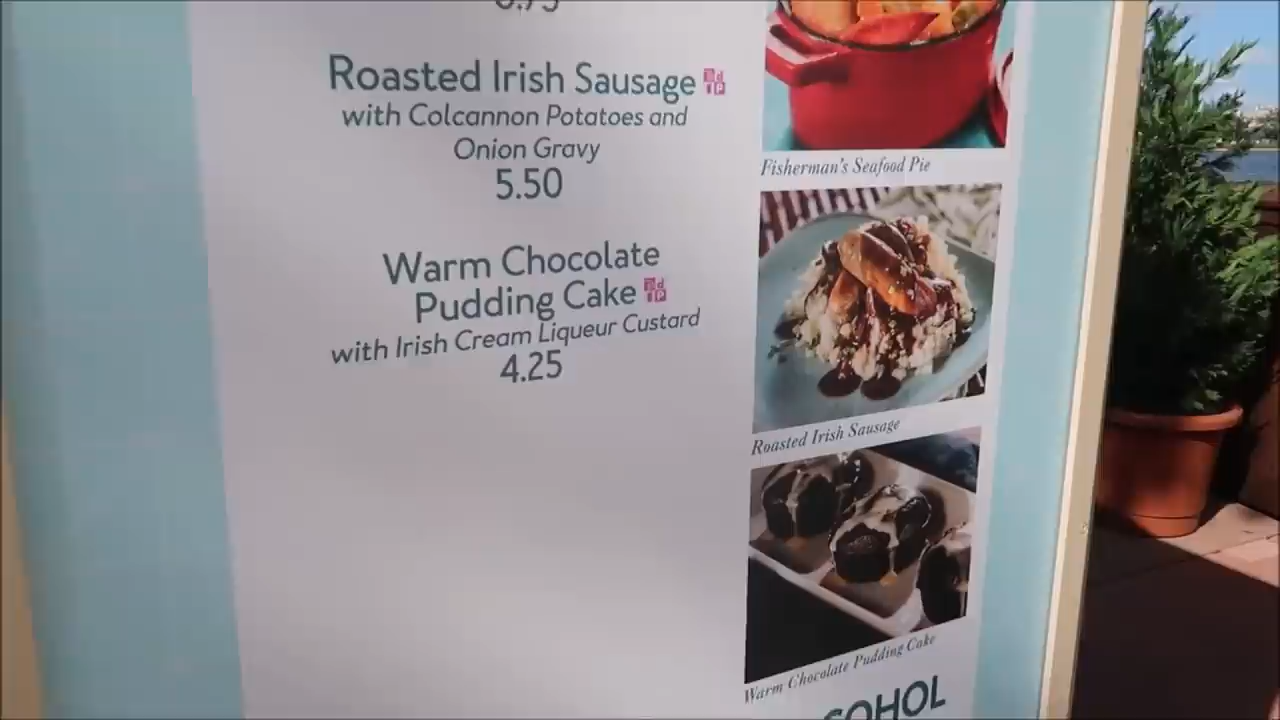 Roasted Irish Sausage
with Colcannon Potatoes and
Onion Gravy
5.50
Warm Chocolate
Pudding Cake
with Irish Cream Liqueur Custard
4.25
Fisherman's Seafood Pie
Roasted Irish Sausage
Warm Chocolate Pudding Cake